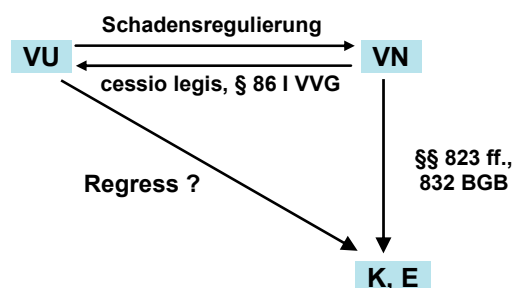 Schadensregulierung
VU
VN
cessio legis, § 86 I VVG
§§ 823 ff.,
832 BGB
Regress ?
K, E